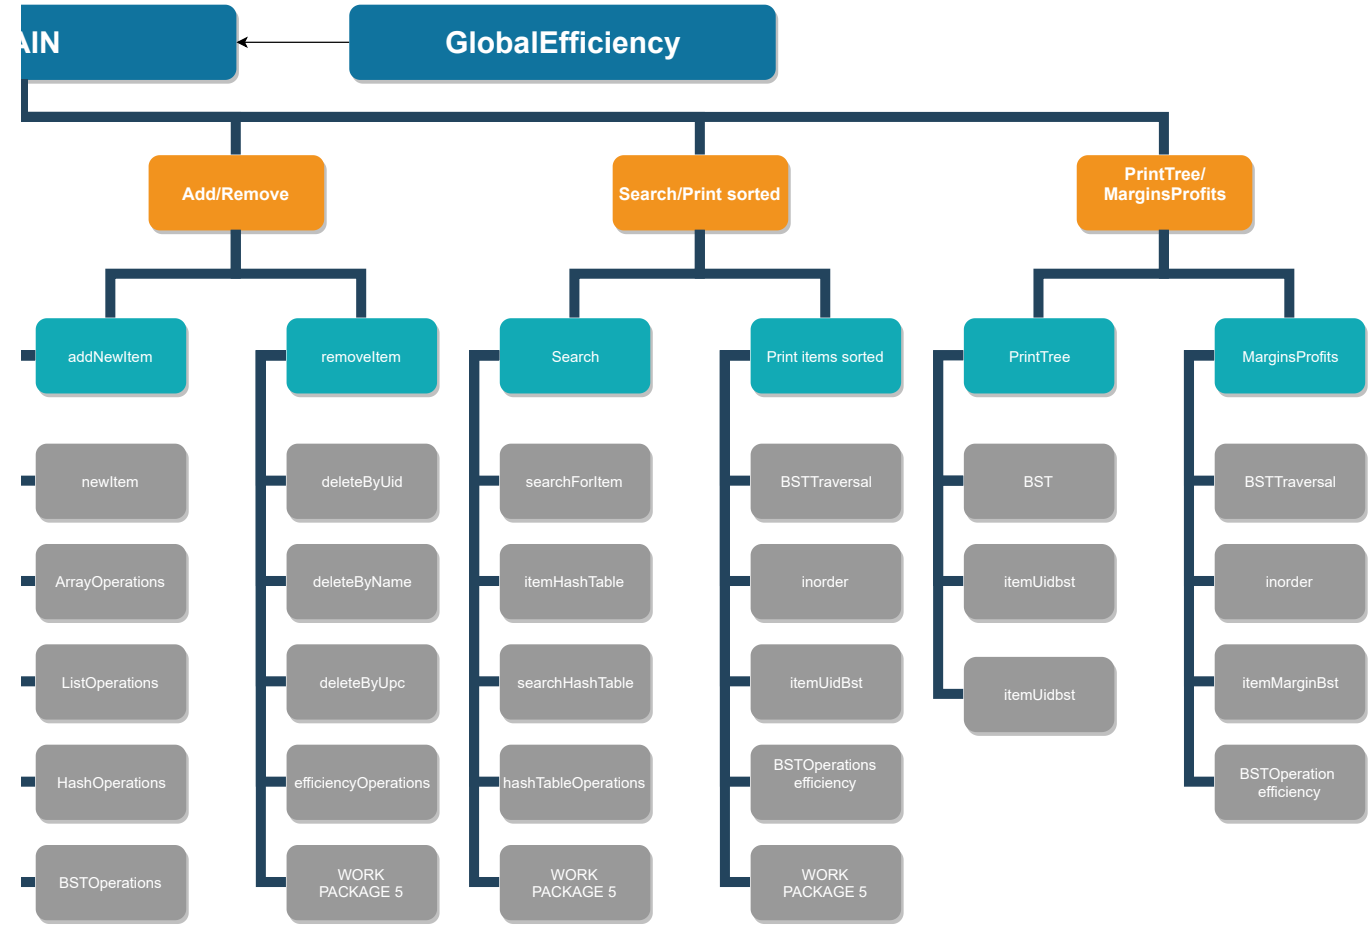 AIN
GlobalEfficiency
Add/Remove
Search/Print sorted
PrintTree/
MarginsProfits
addNewItem
removeItem
Search
Print items sorted
PrintTree
MarginsProfits
newItem
deleteByUid
searchForItem
BSTTraversal
BST
BSTTraversal
ArrayOperations
deleteByName
itemHashTable
inorder
itemUidbst
inorder
ListOperations
deleteByUpc
searchHashTable
itemUidBst
itemUidbst
itemMarginBst
HashOperations
efficiencyOperations
hashTableOperations
BSTOperations
efficiency
BSTOperation
efficiency
BSTOperations
WORK
PACKAGE 5
WORK
PACKAGE 5
WORK
PACKAGE 5